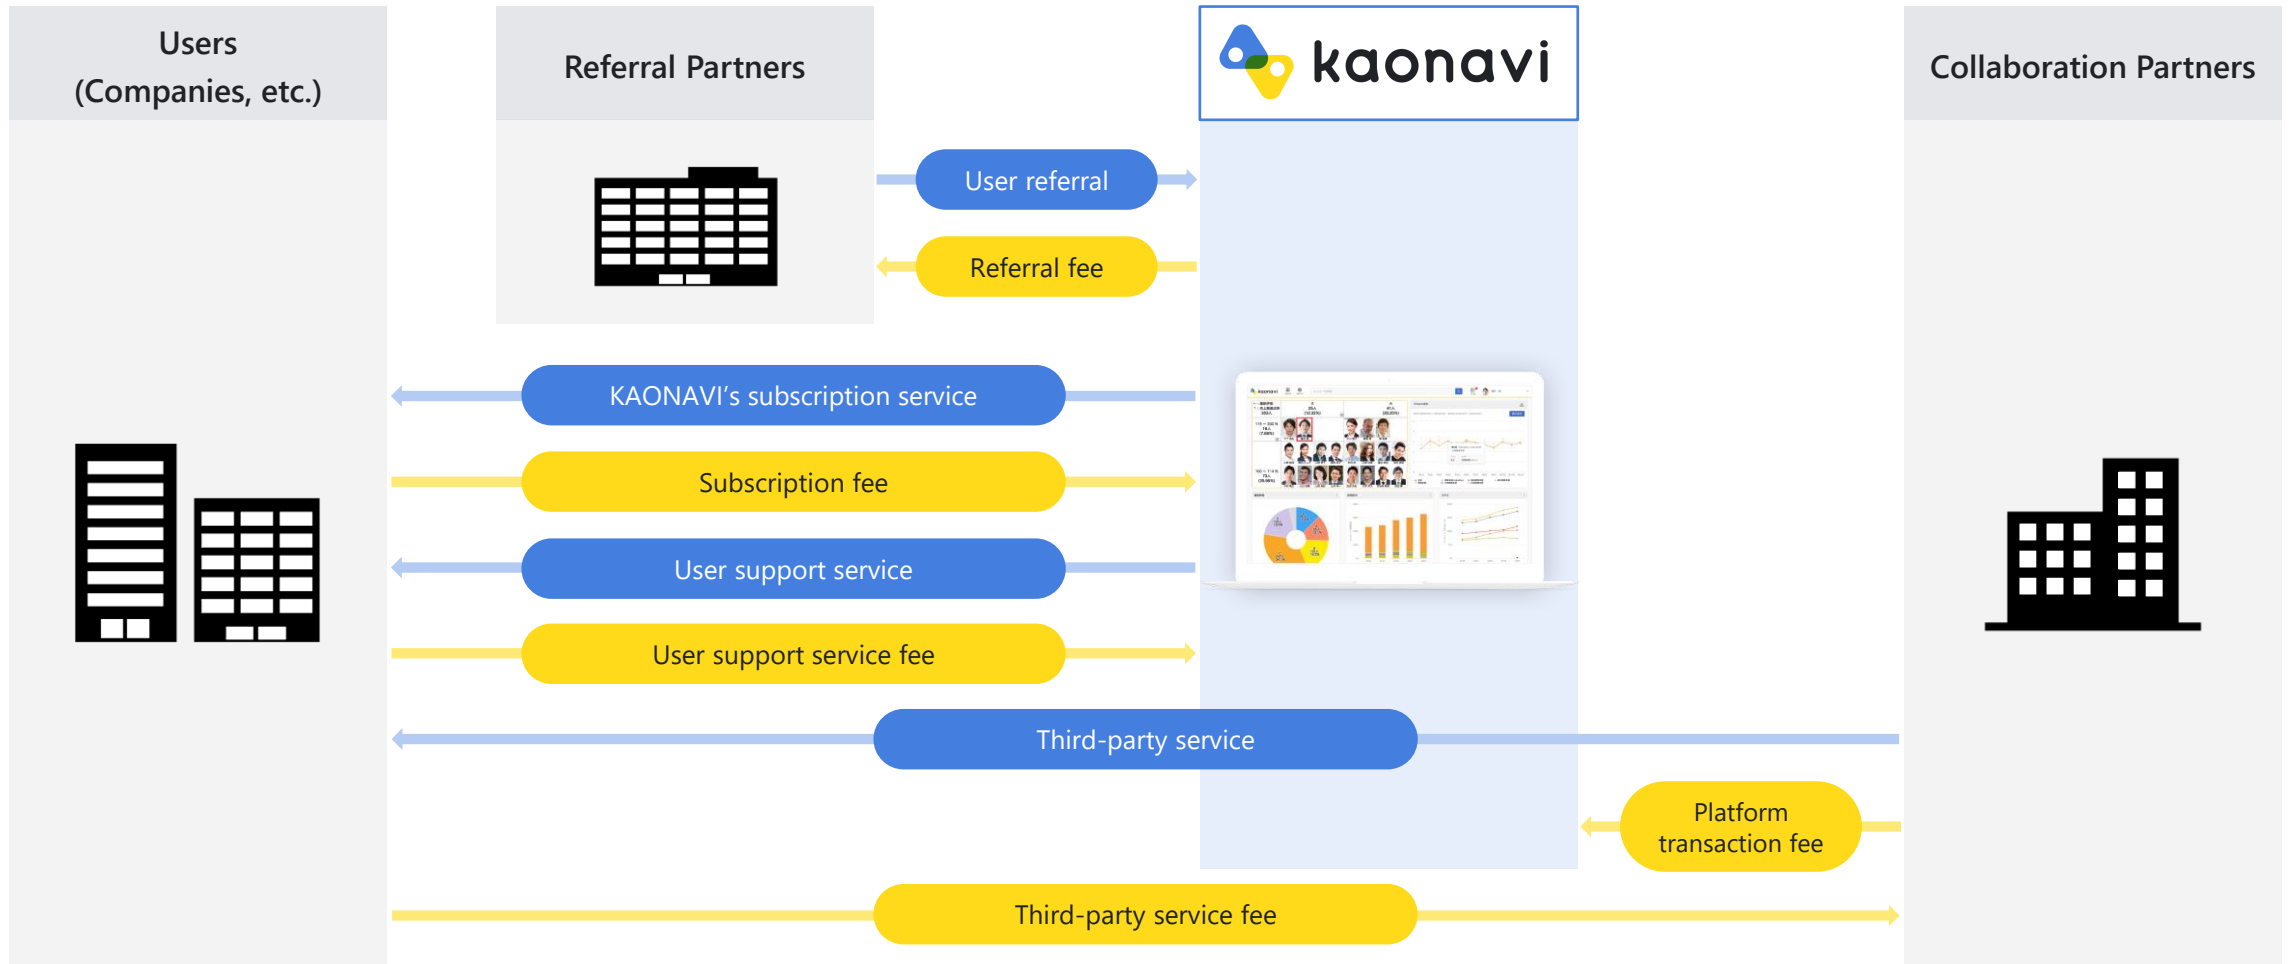 Users
(Companies, etc.)
Referral Partners
kaonavi
Collaboration Partners
User referral
Referral fee
KAONAVI's subscription service
Subscription fee
User support service
User support service fee
Third-party service
Platform
transaction fee
Third-party service fee